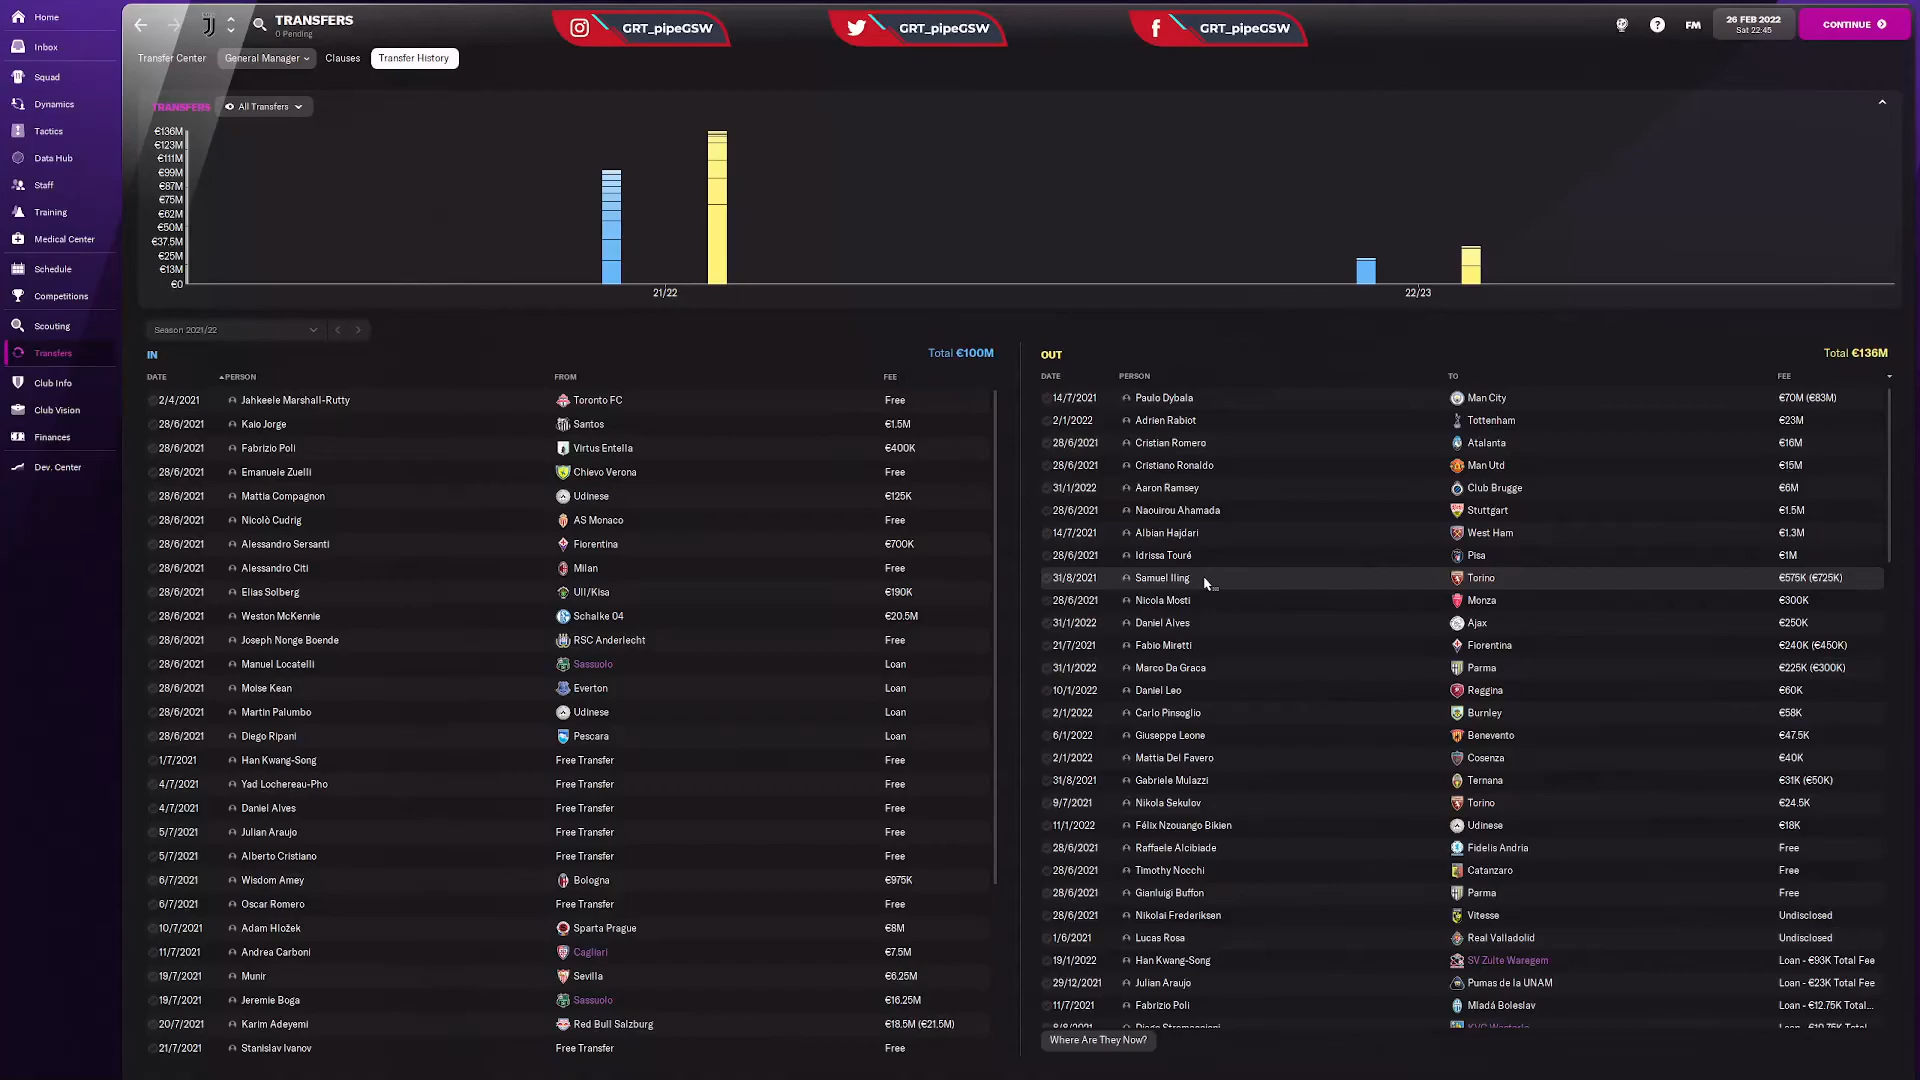 Home
Inbox
Squad
Dynamics
Tactics
Data Hub
Staff
Training
Medical Center
Schedule
Competitions
Scouting
Transfers
Club Info
Club Vision
Finances
Dev. Center
TRANSFERS
0 Pending
GRT_pipeGSW
GRT_pipeGSW
GRT_pipeGSW
FM
26 FEB 2022
Sat 22:45
CONTINUE
Transfer Center General Manager Clauses Transfer History
TRANSFERS All Transfers
€136M
€123M
€111M
€99M
€87M
€75M
€62M
€50M
€37.5M
€25M
€13M
€0
21/22
22/23
Season 2021/22
IN Total €100M
DATE PERSON FROM FEE
2/4/2021 Jahkeele Marshall-Rutty Toronto FC Free
28/6/2021 Kaio Jorge Santos €1.5M
28/6/2021 Fabrizio Poli Virtus Entella €400K
28/6/2021 Emanuele Zuelli Chievo Verona Free
28/6/2021 Mattia Compagnon Udinese €125K
28/6/2021 Nicolò Cudrig AS Monaco Free
28/6/2021 Alessandro Sersanti Fiorentina €700K
28/6/2021 Alessandro Citi Milan Free
28/6/2021 Elias Solberg Ull/Kisa €190K
28/6/2021 Weston McKennie Schalke 04 €20.5M
28/6/2021 Joseph Nonge Boende RSC Anderlecht Free
28/6/2021 Manuel Locatelli Sassuolo Loan
28/6/2021 Moise Kean Everton Loan
28/6/2021 Martin Palumbo Udinese Loan
28/6/2021 Diego Ripani Pescara Loan
1/7/2021 Han Kwang-Song Free Transfer Free
4/7/2021 Yad Lochereau-Pho Free Transfer Free
4/7/2021 Daniel Alves Free Transfer Free
5/7/2021 Julian Araujo Free Transfer Free
5/7/2021 Alberto Cristiano Free Transfer Free
6/7/2021 Wisdom Amey Bologna €975K
6/7/2021 Oscar Romero Free Transfer Free
10/7/2021 Adam Hložek Sparta Prague €8M
11/7/2021 Andrea Carboni Cagliari €7.5M
19/7/2021 Munir Sevilla €6.25M
19/7/2021 Jeremie Boga Sassuolo €16.25M
20/7/2021 Karim Adeyemi Red Bull Salzburg €18.5M (€21.5M)
21/7/2021 Stanislav Ivanov Free Transfer Free
OUT Total €136M
DATE PERSON TO FEE
14/7/2021 Paulo Dybala Man City €70M (€83M)
2/1/2022 Adrien Rabiot Tottenham €23M
28/6/2021 Cristian Romero Atalanta €16M
28/6/2021 Cristiano Ronaldo Man Utd €15M
31/1/2022 Aaron Ramsey Club Brugge €6M
28/6/2021 Naouirou Ahamada Stuttgart €1.5M
14/7/2021 Albian Hajdari West Ham €1.3M
28/6/2021 Idrissa Touré Pisa €1M
31/8/2021 Samuel Iling Torino €575K (€725K)
28/6/2021 Nicola Mosti Monza €300K
31/1/2022 Daniel Alves Ajax €250K
21/7/2021 Fabio Miretti Fiorentina €240K (€450K)
31/1/2022 Marco Da Graca Parma €225K (€300K)
10/1/2022 Daniel Leo Reggina €60K
2/1/2022 Carlo Pinsoglio Burnley €58K
6/1/2022 Giuseppe Leone Benevento €47.5K
2/1/2022 Mattia Del Favero Cosenza €40K
31/8/2021 Gabriele Mulazzi Ternana €31K (€50K)
9/7/2021 Nikola Sekulov Torino €24.5K
11/1/2022 Félix Nzouango Bikien Udinese €18K
28/6/2021 Raffaele Alcibiade Fidelis Andria Free
28/6/2021 Timothy Nocchi Catanzaro Free
28/6/2021 Gianluigi Buffon Parma Free
28/6/2021 Nikolai Frederiksen Vitesse Undisclosed
1/6/2021 Lucas Rosa Real Valladolid Undisclosed
19/1/2022 Han Kwang-Song SV Zulte Waregem Loan - €93K Total Fee
29/12/2021 Julian Araujo Pumas de la UNAM Loan - €23K Total Fee
11/7/2021 Fabrizio Poli Mladá Boleslav Loan - €12.75K Total...
Where Are They Now?